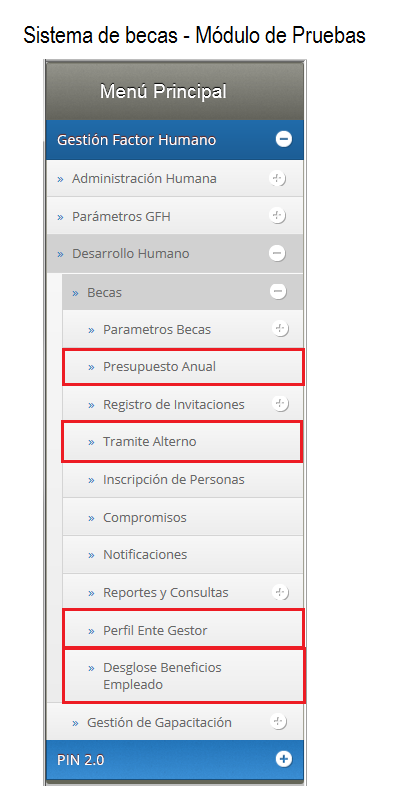 Sistema de becas - Módulo de Pruebas
Menú Principal
Gestión Factor Humano
» Administración Humana
» Parámetros GFH
» Desarrollo Humano
» Becas
» Parametros Becas
» Presupuesto Anual
» Registro de Invitaciones
» Tramite Alterno
» Inscripción de Personas
» Compromisos
» Notificaciones
» Reportes y Consultas
» Perfil Ente Gestor
» Desglose Beneficios
Empleado
» Gestión de Gapacitación
PIN 2.0